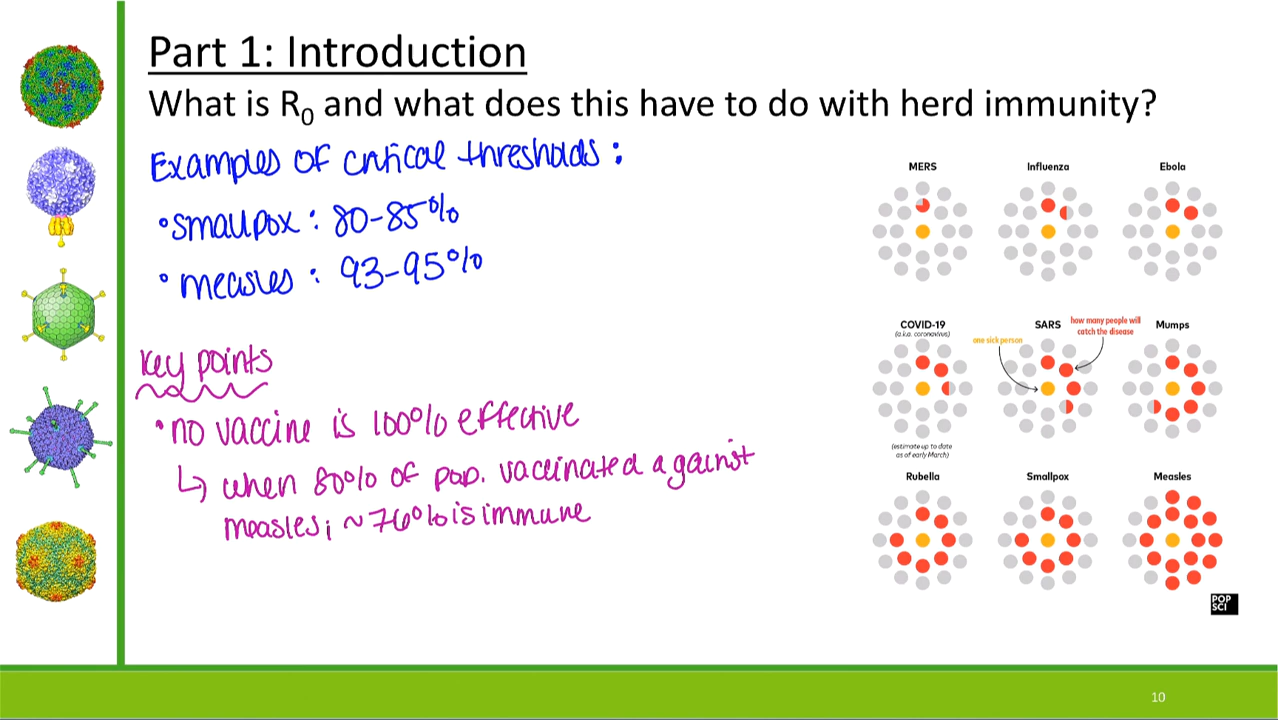 Part 1: Introduction
What is R0 and what does this have to do with herd immunity?
Examples of critical thresholds:
• smallpox: 80-85%
• measles: 93-95%
key points
• no vaccine is 100% effective
↳ when 80% of pop. vaccinated against
measles, ~76% is immune
MERS
Influenza
Ebola
COVID-19
(a.k.a. coronavirus)
(estimate up to date
as of early March)
SARS
one sick person
how many people will
catch the disease
Mumps
Rubella
Smallpox
Measles
POP
SCI
10